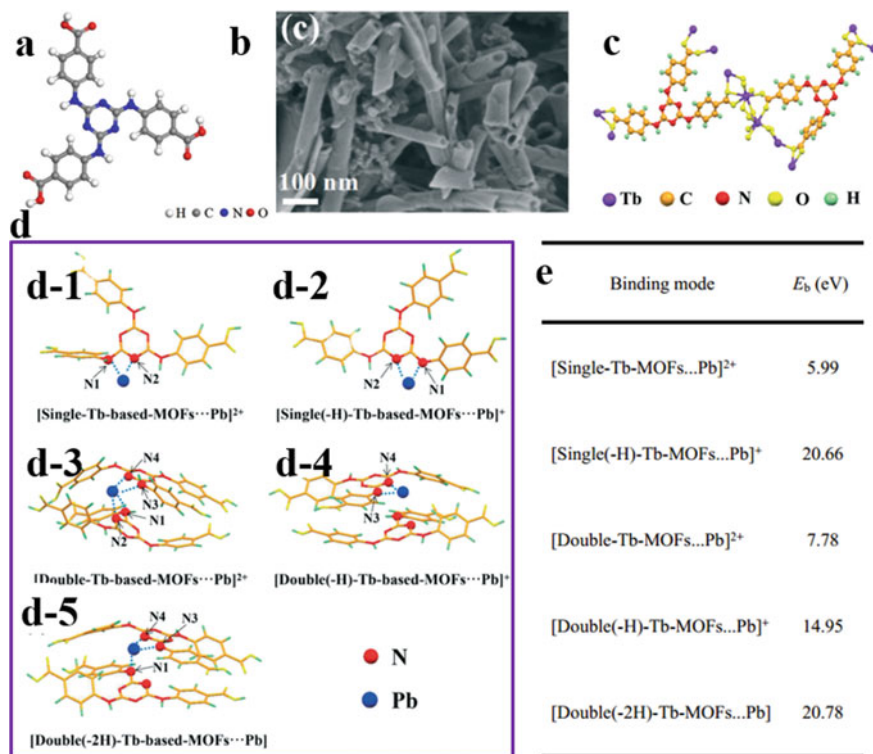 a
H C N O
b
(c)
100 nm
c
Tb C N O H
d
d-1
N1
N2
[Single-Tb-based-MOFs···Pb]²⁺
d-2
N2
N1
[Single(-H)-Tb-based-MOFs···Pb]⁺
d-3
N4
N3
N1
N2
[Double-Tb-based-MOFs···Pb]²⁺
d-4
N4
N3
[Double(-H)-Tb-based-MOFs···Pb]⁺
d-5
N4
N3
N1
[Double(-2H)-Tb-based-MOFs···Pb]
N
Pb
e
Binding mode E_b (eV)
[Single-Tb-MOFs...Pb]²⁺ 5.99
[Single(-H)-Tb-MOFs...Pb]⁺ 20.66
[Double-Tb-MOFs...Pb]²⁺ 7.78
[Double(-H)-Tb-MOFs...Pb]⁺ 14.95
[Double(-2H)-Tb-MOFs...Pb] 20.78